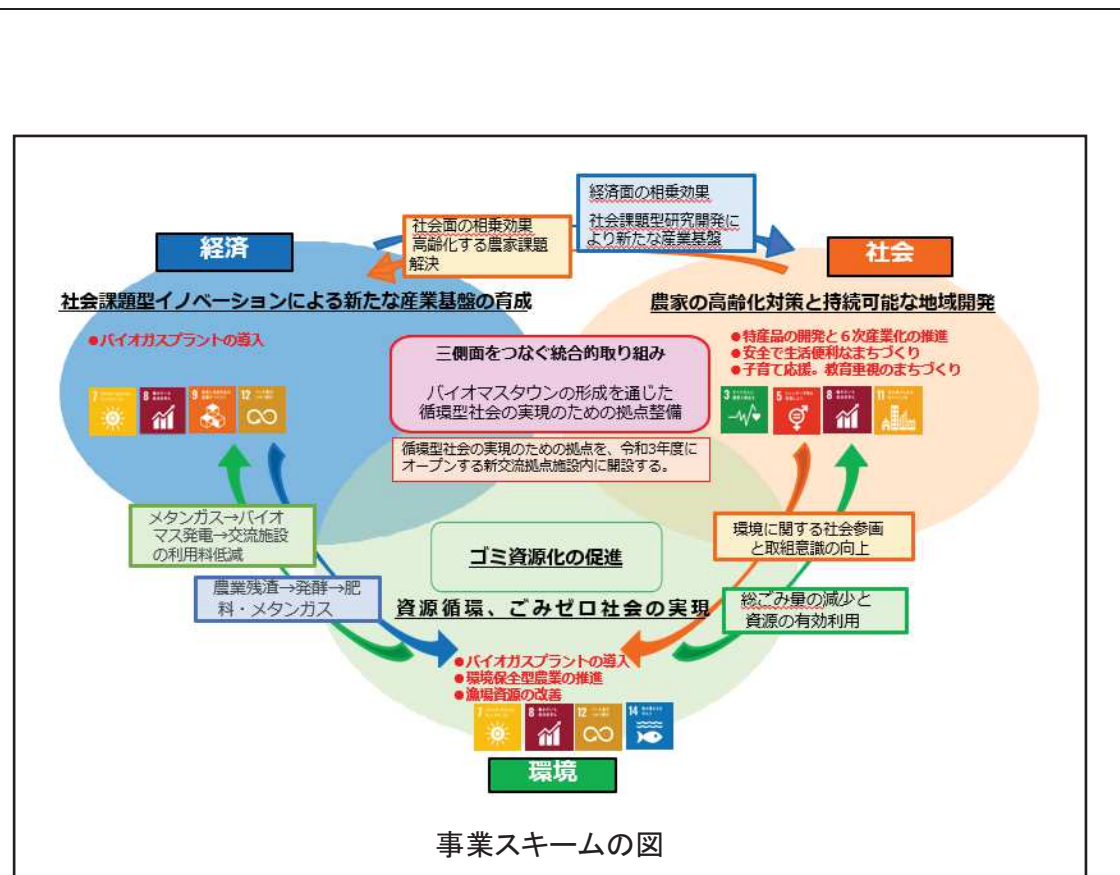 経済面の相乗効果
社会課題型研究開発に
より新たな産業基盤
社会面の相乗効果
高齢化する農家課題
解決
経済
社会
社会課題型イノベーションによる新たな産業基盤の育成
農家の高齢化対策と持続可能な地域開発
●バイオガスプラントの導入
●特産品の開発と６次産業化の推進
●安全で生活便利なまちづくり
●子育て応援。教育重視のまちづくり
三側面をつなぐ統合的取り組み
バイオマスタウンの形成を通じた
循環型社会の実現のための拠点整備
7
8
9
12
3
5
8
11
循環型社会の実現のための拠点を、令和3年度に
オープンする新交流拠点施設内に開設する。
メタンガス→バイオ
マス発電→交流施設
の利用料低減
農業残渣→発酵→肥
料・メタンガス
環境に関する社会参画
と取組意識の向上
総ごみ量の減少と
資源の有効利用
ゴミ資源化の促進
資源循環、ごみゼロ社会の実現
●バイオガスプラントの導入
●環境保全型農業の推進
●漁場資源の改善
7
8
12
14
環境
事業スキームの図